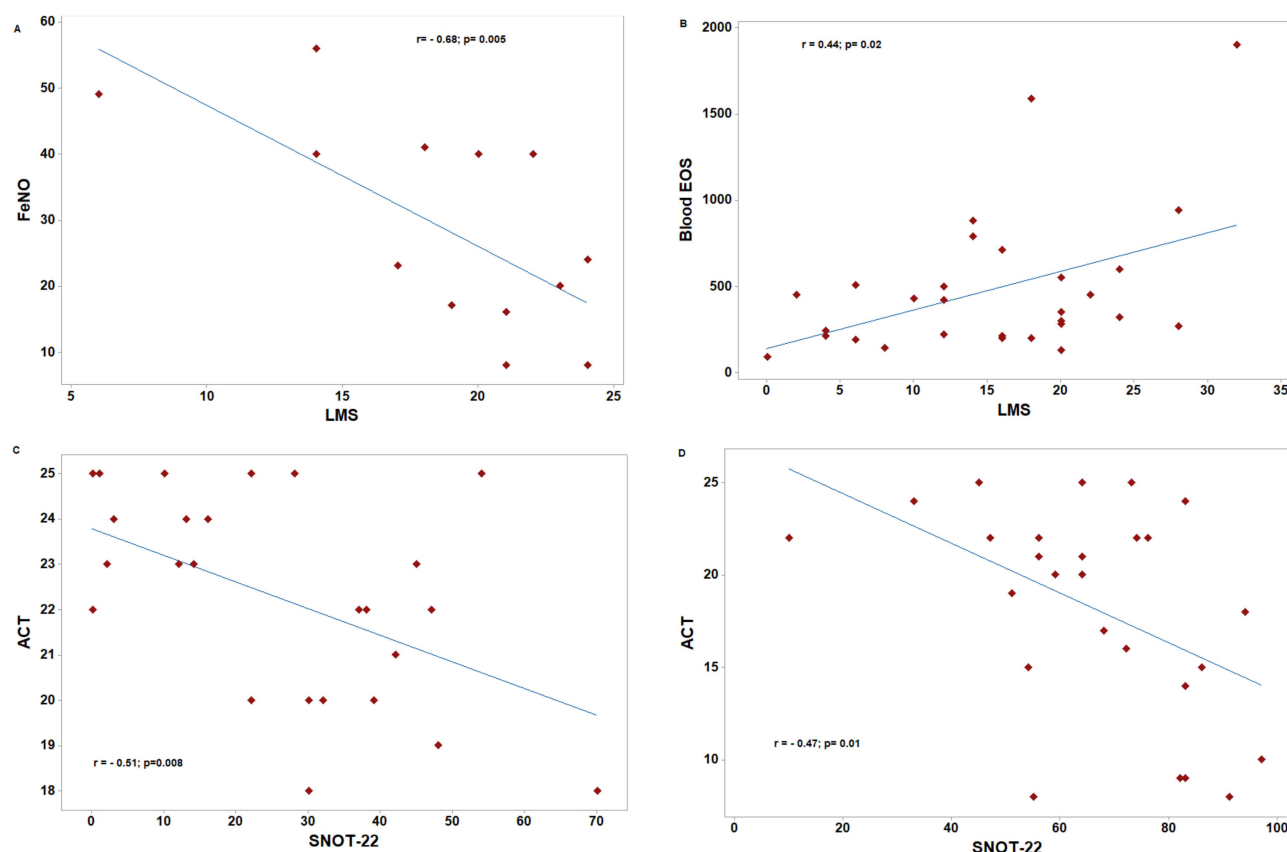 A
r= - 0.68; p= 0.005
60
50
40
30
20
10
FeNO
5 10 15 20 25
LMS
B
r = 0.44; p= 0.02
2000
1500
1000
500
0
Blood EOS
0 5 10 15 20 25 30 35
LMS
C
25
24
23
22
21
20
19
18
ACT
r = - 0.51; p=0.008
0 10 20 30 40 50 60 70
SNOT-22
D
25
20
15
10
ACT
r = - 0.47; p= 0.01
0 20 40 60 80 100
SNOT-22